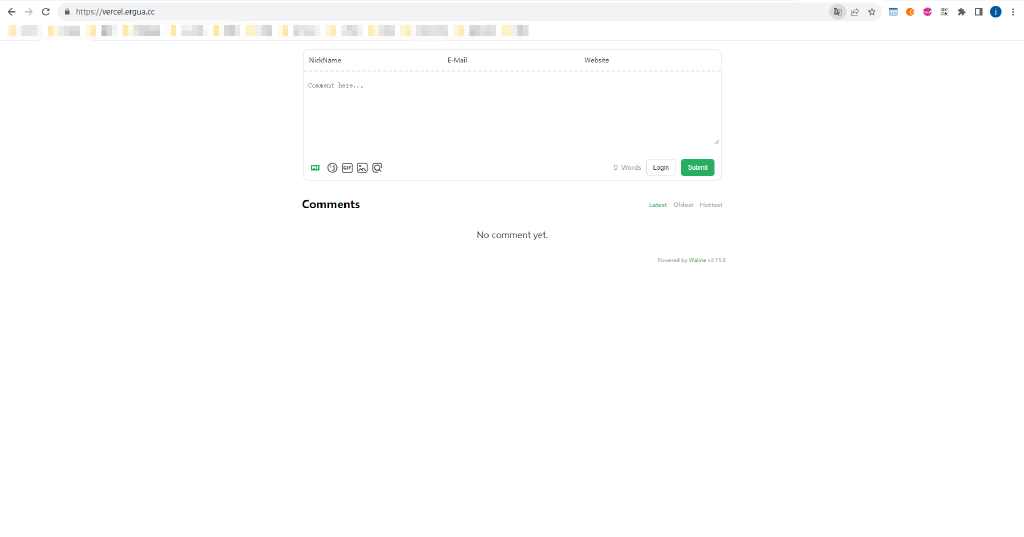 https://vercel.ergua.cc
NickName E-Mail Website
Comment here...
GIF 0 Words Login Submit
Comments Latest Oldest Hottest
No comment yet.
Powered by Waline v2.15.8